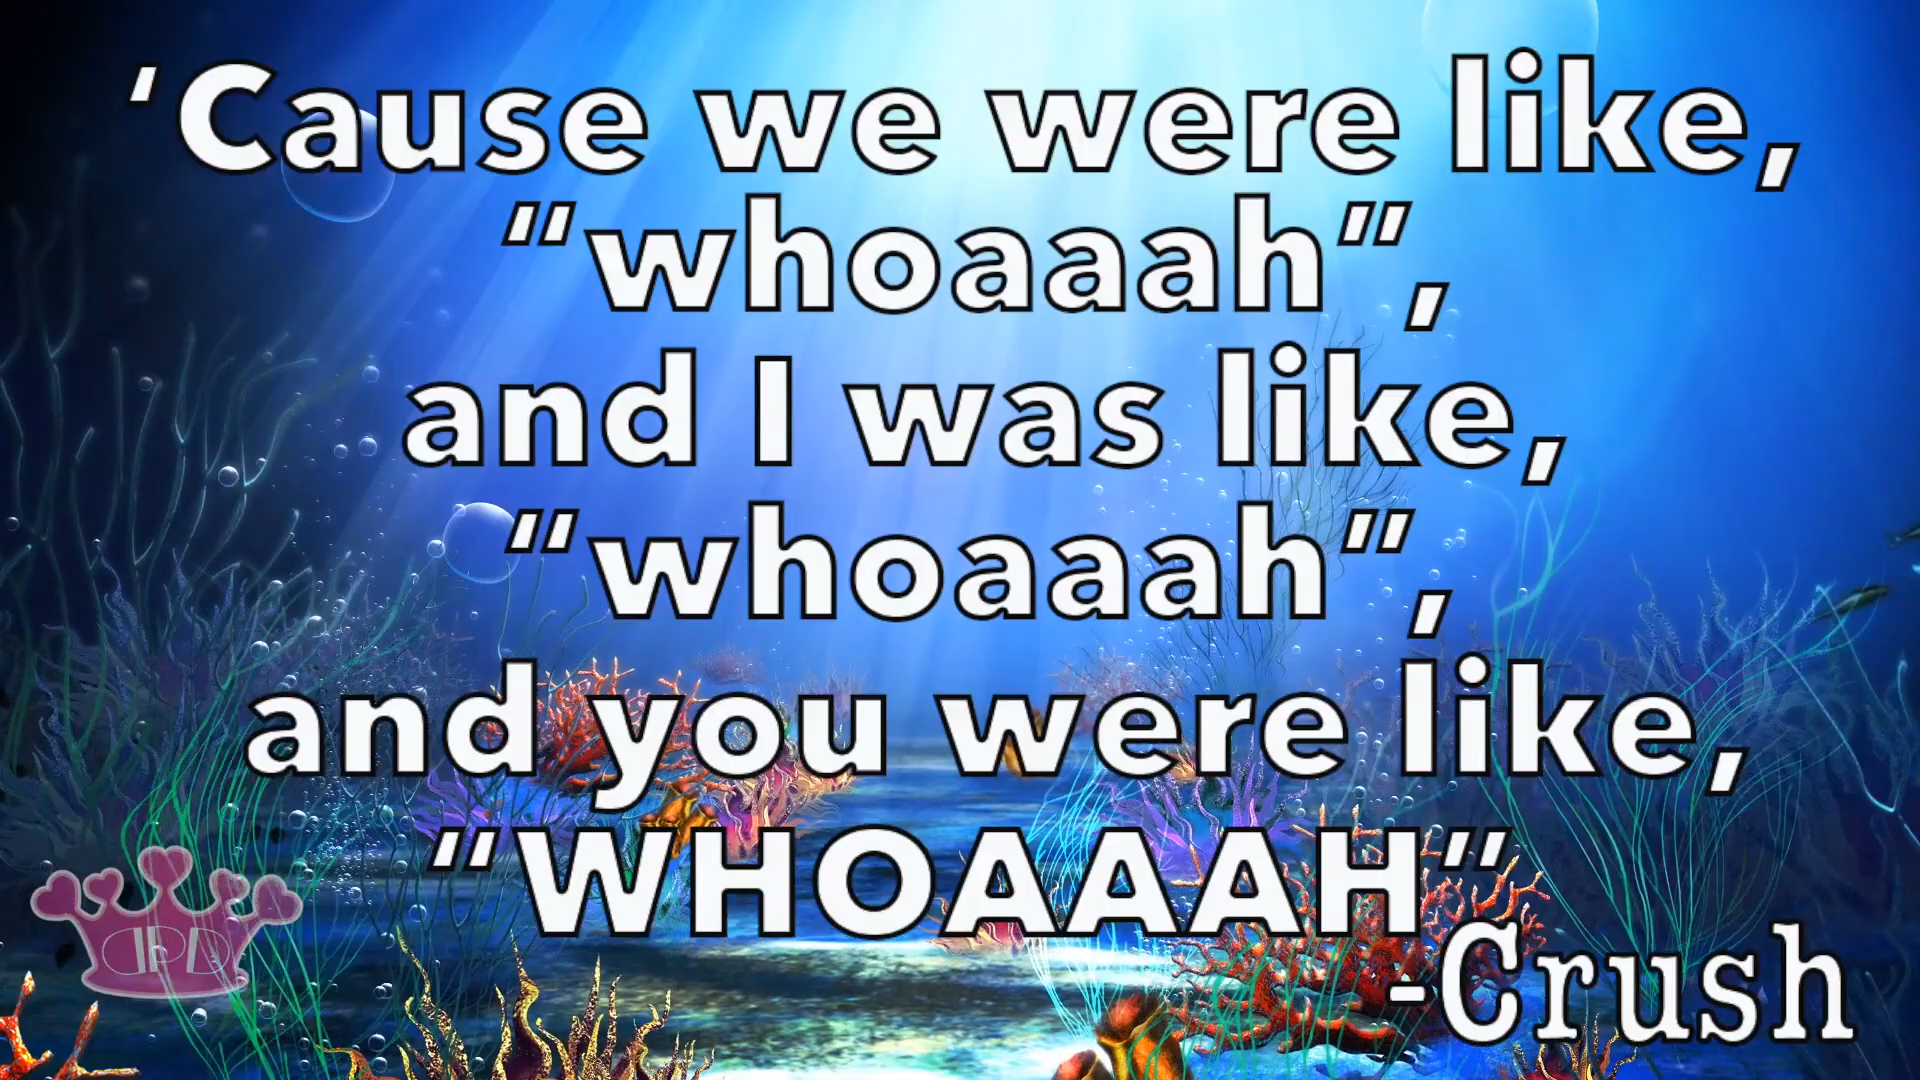 ‘Cause we were like,
“whoaaah”,
and I was like,
“whoaaah”,
and you were like,
“WHOAAAH”
-Crush